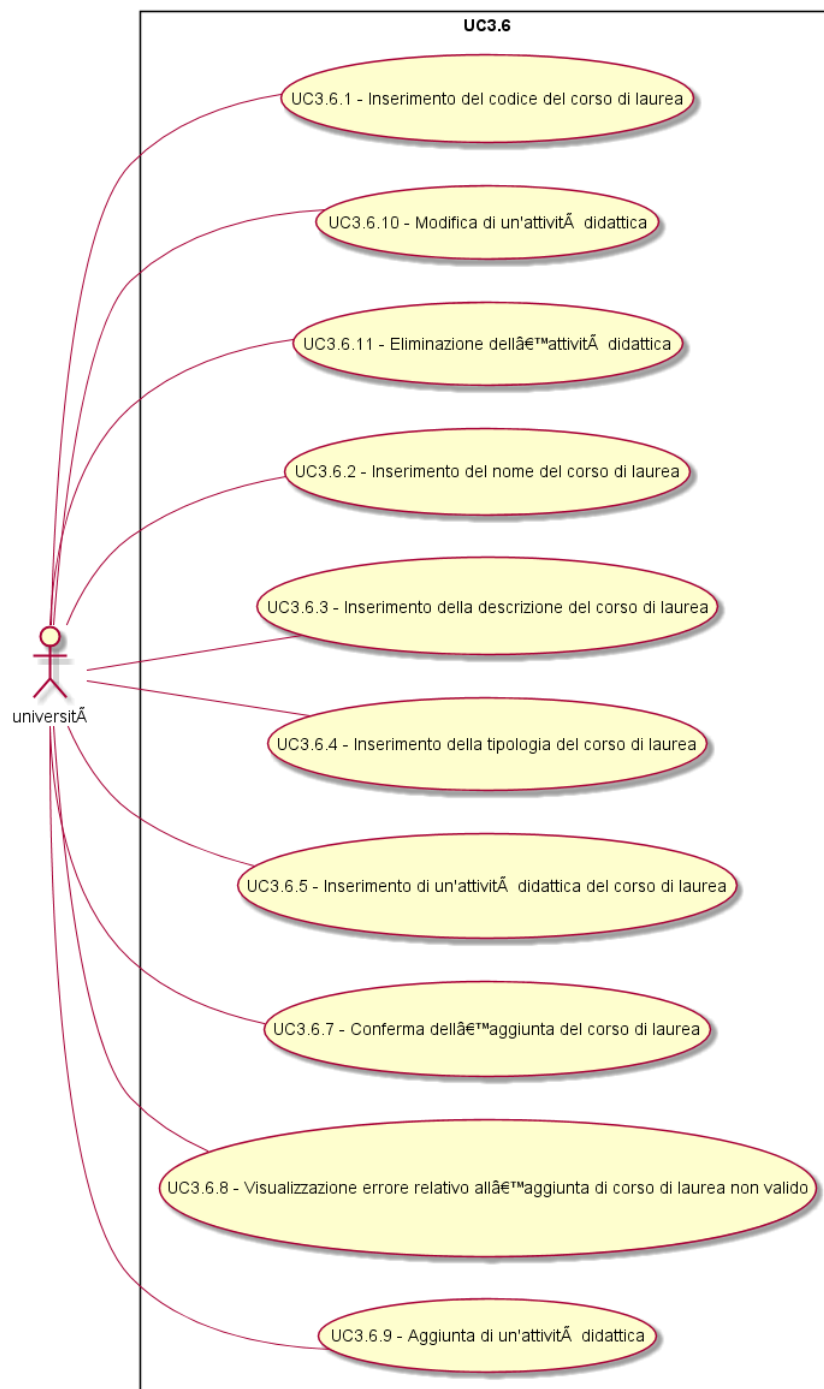 UC3.6
UC3.6.1 - Inserimento del codice del corso di laurea
UC3.6.10 - Modifica di un'attivitÃ  didattica
UC3.6.11 - Eliminazione dellâ€™attivitÃ  didattica
UC3.6.2 - Inserimento del nome del corso di laurea
UC3.6.3 - Inserimento della descrizione del corso di laurea
universitÃ
UC3.6.4 - Inserimento della tipologia del corso di laurea
UC3.6.5 - Inserimento di un'attivitÃ  didattica del corso di laurea
UC3.6.7 - Conferma dellâ€™aggiunta del corso di laurea
UC3.6.8 - Visualizzazione errore relativo allâ€™aggiunta di corso di laurea non valido
UC3.6.9 - Aggiunta di un'attivitÃ  didattica